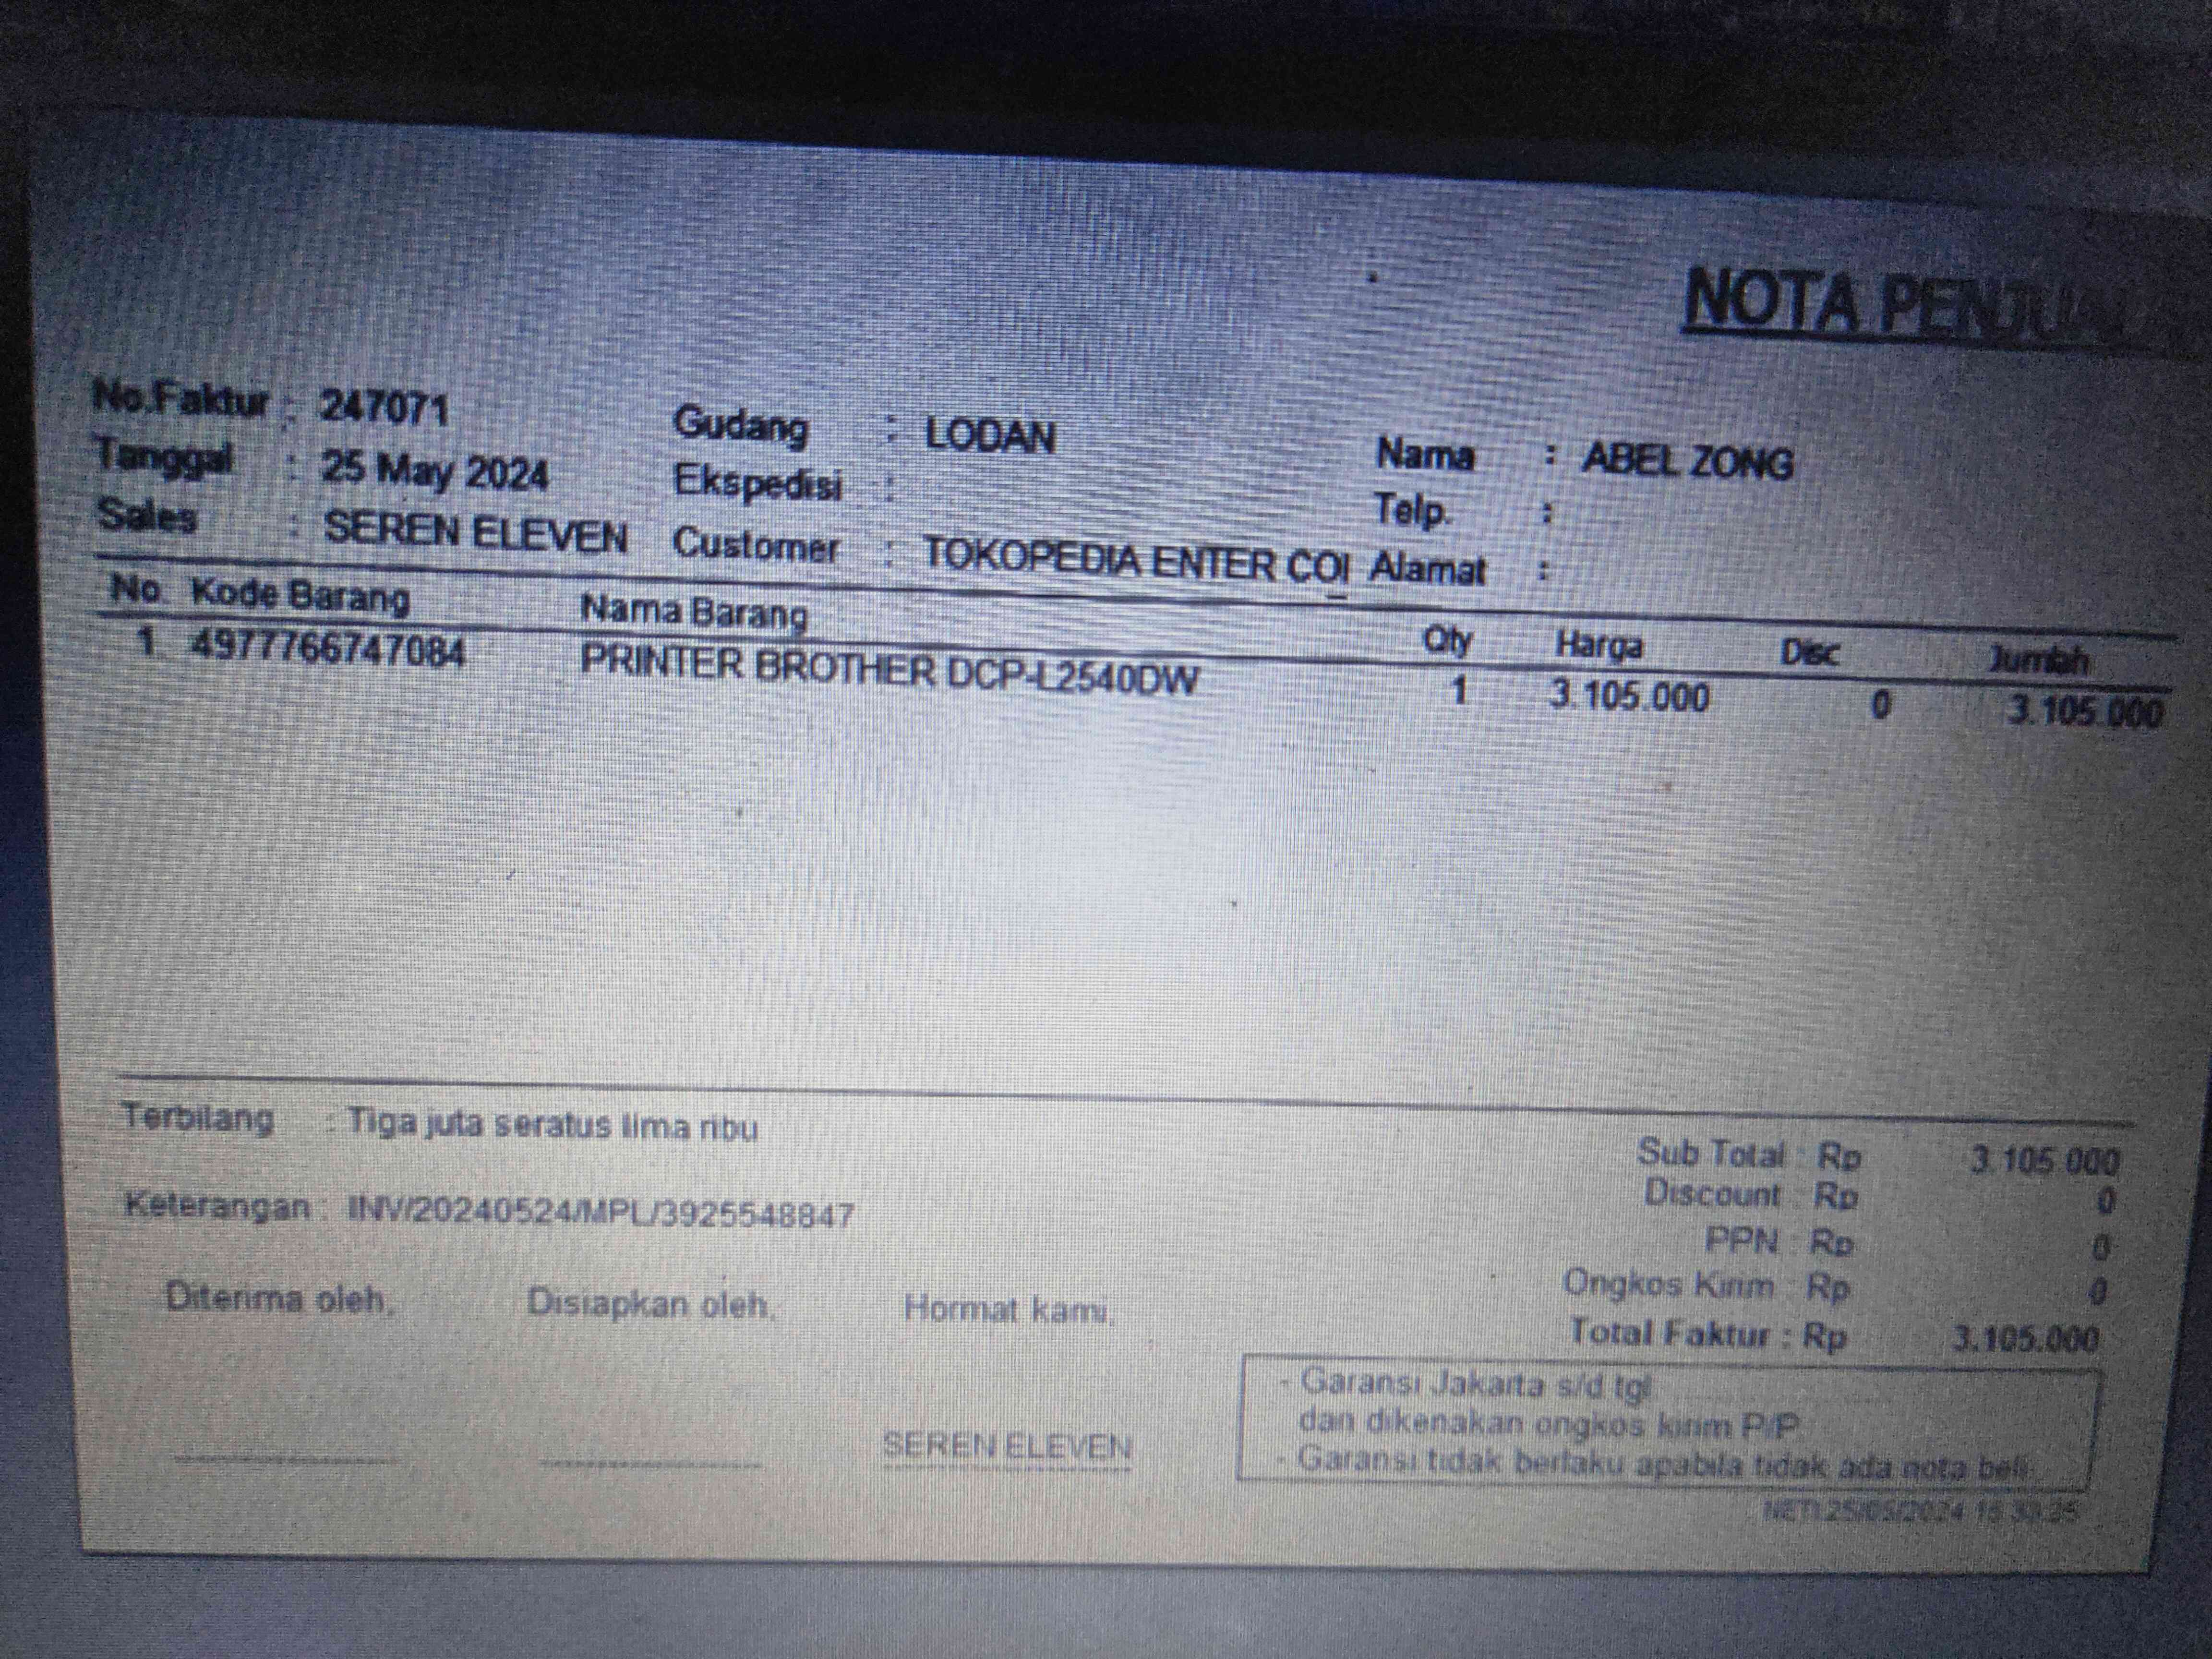 NOTA PENJUAL
No.Faktur : 247071 Gudang : LODAN Nama : ABEL ZONG
Tanggal : 25 May 2024 Ekspedisi : Telp. :
Sales : SEREN ELEVEN Customer : TOKOPEDIA ENTER COI Alamat :
No Kode Barang Nama Barang Qty Harga Disc Jumlah
1 4977766747084 PRINTER BROTHER DCP-L2540DW 1 3.105.000 0 3.105.000
Terbilang : Tiga juta seratus lima ribu
Sub Total : Rp 3.105.000
Discount : Rp 0
Keterangan : INV/20240524/MPL/3925548847
PPN : Rp 0
Ongkos Kirim : Rp 0
Total Faktur : Rp 3.105.000
Diterima oleh, Disiapkan oleh, Hormat kami,
SEREN ELEVEN
- Garansi Jakarta s/d tgl
dan dikenakan ongkos kirim P/P
- Garansi tidak berlaku apabila tidak ada nota beli.
25/05/2024